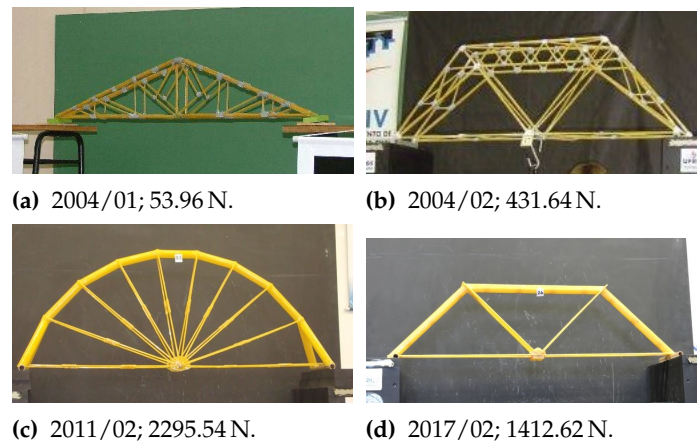 (a) 2004/01; 53.96 N.
(b) 2004/02; 431.64 N.
(c) 2011/02; 2295.54 N.
(d) 2017/02; 1412.62 N.